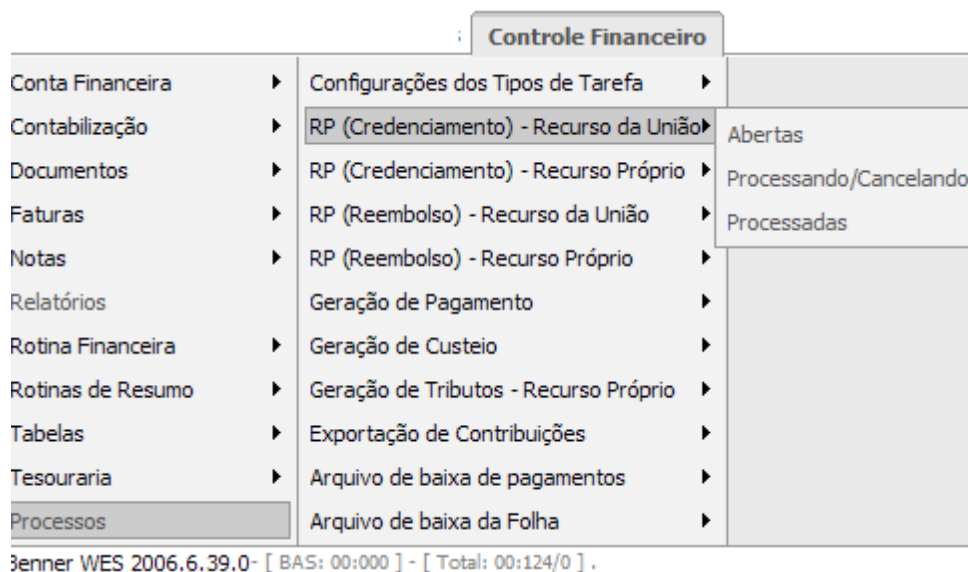 Controle Financeiro
Conta Financeira
Contabilização
Documentos
Faturas
Notas
Relatórios
Rotina Financeira
Rotinas de Resumo
Tabelas
Tesouraria
Processos
Configurações dos Tipos de Tarefa
RP (Credenciamento) - Recurso da União
RP (Credenciamento) - Recurso Próprio
RP (Reembolso) - Recurso da União
RP (Reembolso) - Recurso Próprio
Geração de Pagamento
Geração de Custeio
Geração de Tributos - Recurso Próprio
Exportação de Contribuições
Arquivo de baixa de pagamentos
Arquivo de baixa da Folha
Abertas
Processando/Cancelando
Processadas
Benner WES 2006.6.39.0- [ BAS: 00:000 ] - [ Total: 00:124/0 ] .